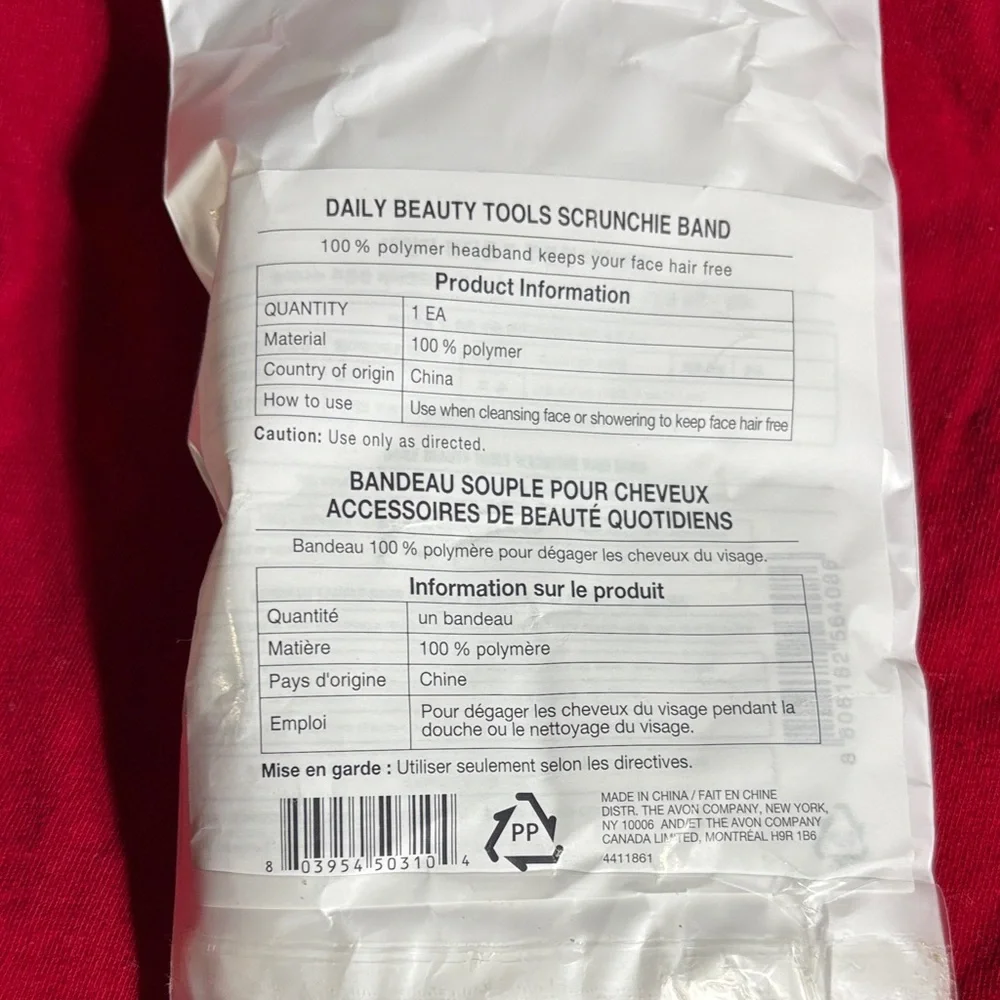 DAILY BEAUTY TOOLS SCRUNCHIE BAND
100 % polymer headband keeps your face hair free
Product Information
QUANTITY 1 EA
Material 100 % polymer
Country of origin China
How to use Use when cleansing face or showering to keep face hair free
Caution: Use only as directed.
BANDEAU SOUPLE POUR CHEVEUX
ACCESSOIRES DE BEAUTÉ QUOTIDIENS
Bandeau 100 % polymère pour dégager les cheveux du visage.
Information sur le produit
Quantité un bandeau
Matière 100 % polymère
Pays d'origine Chine
Emploi Pour dégager les cheveux du visage pendant la
douche ou le nettoyage du visage.
Mise en garde : Utiliser seulement selon les directives.
8 03954 50310 4
PP
MADE IN CHINA / FAIT EN CHINE
DISTR. THE AVON COMPANY, NEW YORK,
NY 10006 AND/ET THE AVON COMPANY
CANADA LIMITED, MONTRÉAL H9R 1B6
4411861